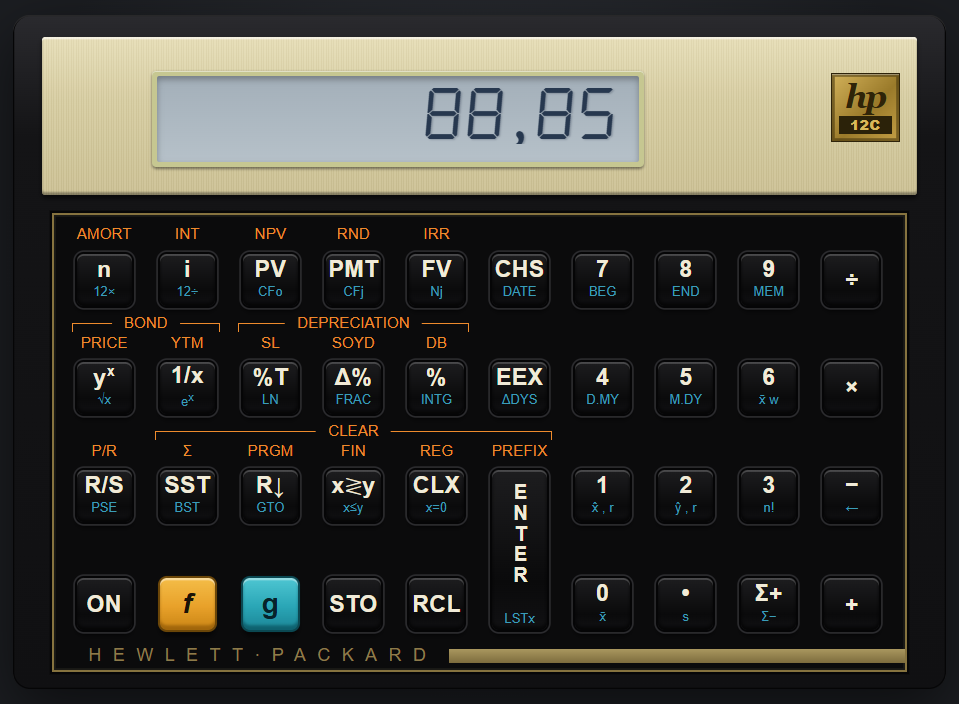 88,85
hp
12C
AMORT INT NPV RND IRR
n i PV PMT FV CHS 7 8 9 ÷
12× 12÷ CFo CFj Nj DATE BEG END MEM
BOND DEPRECIATION
PRICE YTM SL SOYD DB
yˣ 1/x %T Δ% % EEX 4 5 6 ×
√x eˣ LN FRAC INTG ΔDYS D.MY M.DY x̄ w
CLEAR
P/R Σ PRGM FIN REG PREFIX
R/S SST R↓ x≷y CLX ENTER 1 2 3 −
PSE BST GTO x≤y x=0 x̂ , r ŷ , r n! ←
ON f g STO RCL 0 • Σ+ +
LSTx x̄ s Σ−
HEWLETT·PACKARD